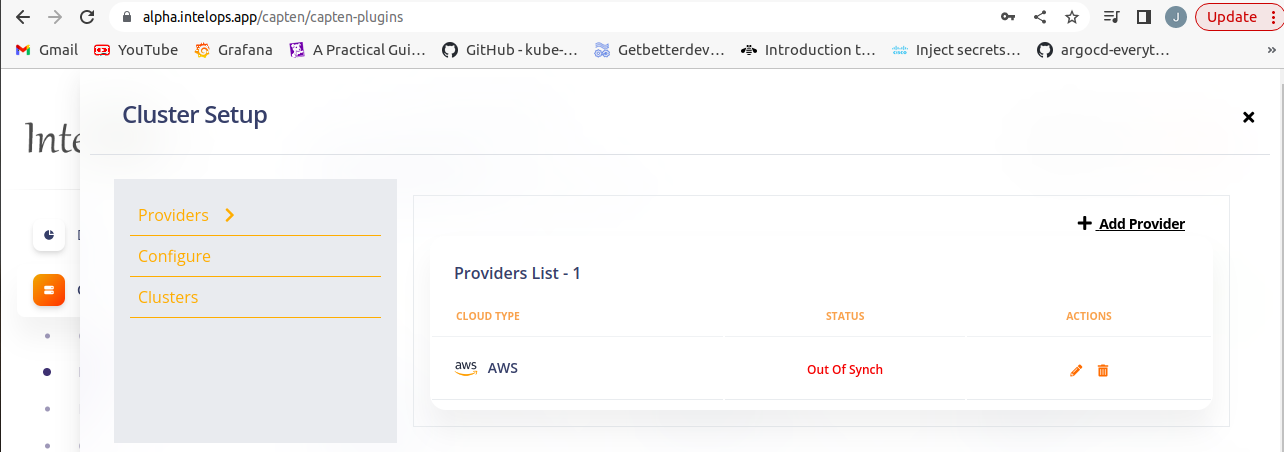 alpha.intelops.app/capten/capten-plugins
J
Update
Gmail YouTube Grafana A Practical Gui... GitHub - kube-... Getbetterdev... Introduction t... Inject secrets... argocd-everyt... »
Cluster Setup
Inte
Providers
Configure
Clusters
Add Provider
Providers List - 1
CLOUD TYPE STATUS ACTIONS
aws AWS Out Of Synch